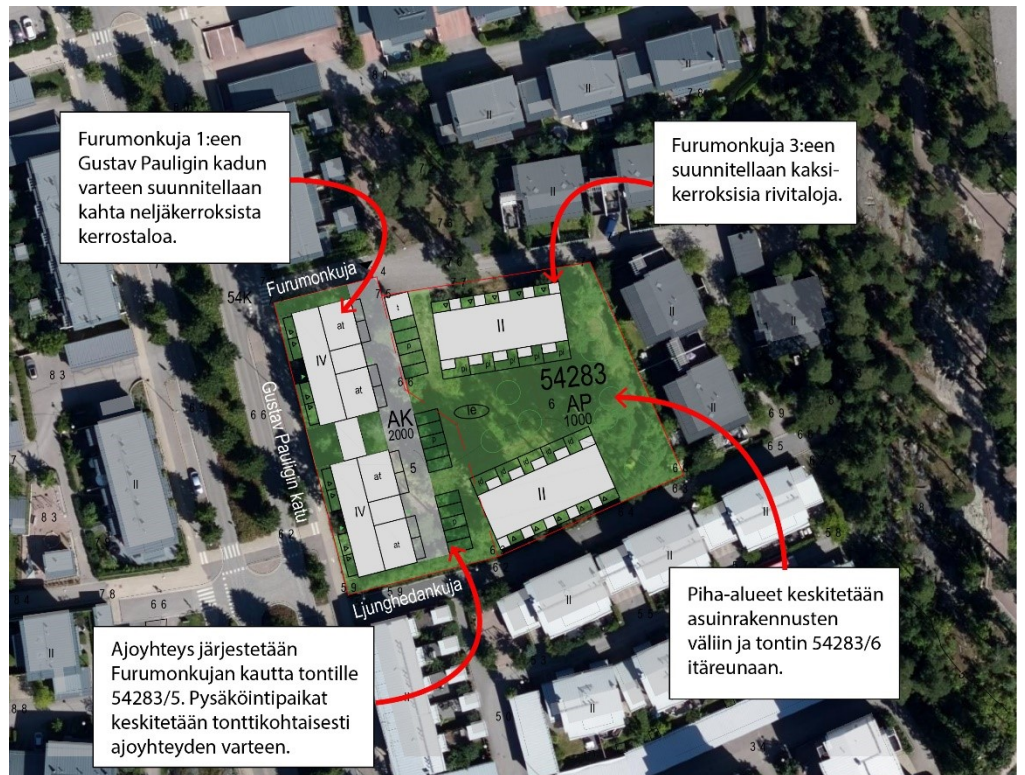 Furumonkuja 1:een
Gustav Pauligin kadun
varteen suunnitellaan
kahta neljäkerroksista
kerrostaloa.
Furumonkuja 3:een
suunnitellaan kaksi-
kerroksisia rivitaloja.
Furumonkuja
54K
Gustav Pauligin katu
IV
at
at
IV
at
at
t
II
54283
6
AP
1000
AK
2000
5
le
II
Ljunghedankuja
Ajoyhteys järjestetään
Furumonkujan kautta tontille
54283/5. Pysäköintipaikat
keskitetään tonttikohtaisesti
ajoyhteyden varteen.
Piha-alueet keskitetään
asuinrakennusten
väliin ja tontin 54283/6
itäreunaan.